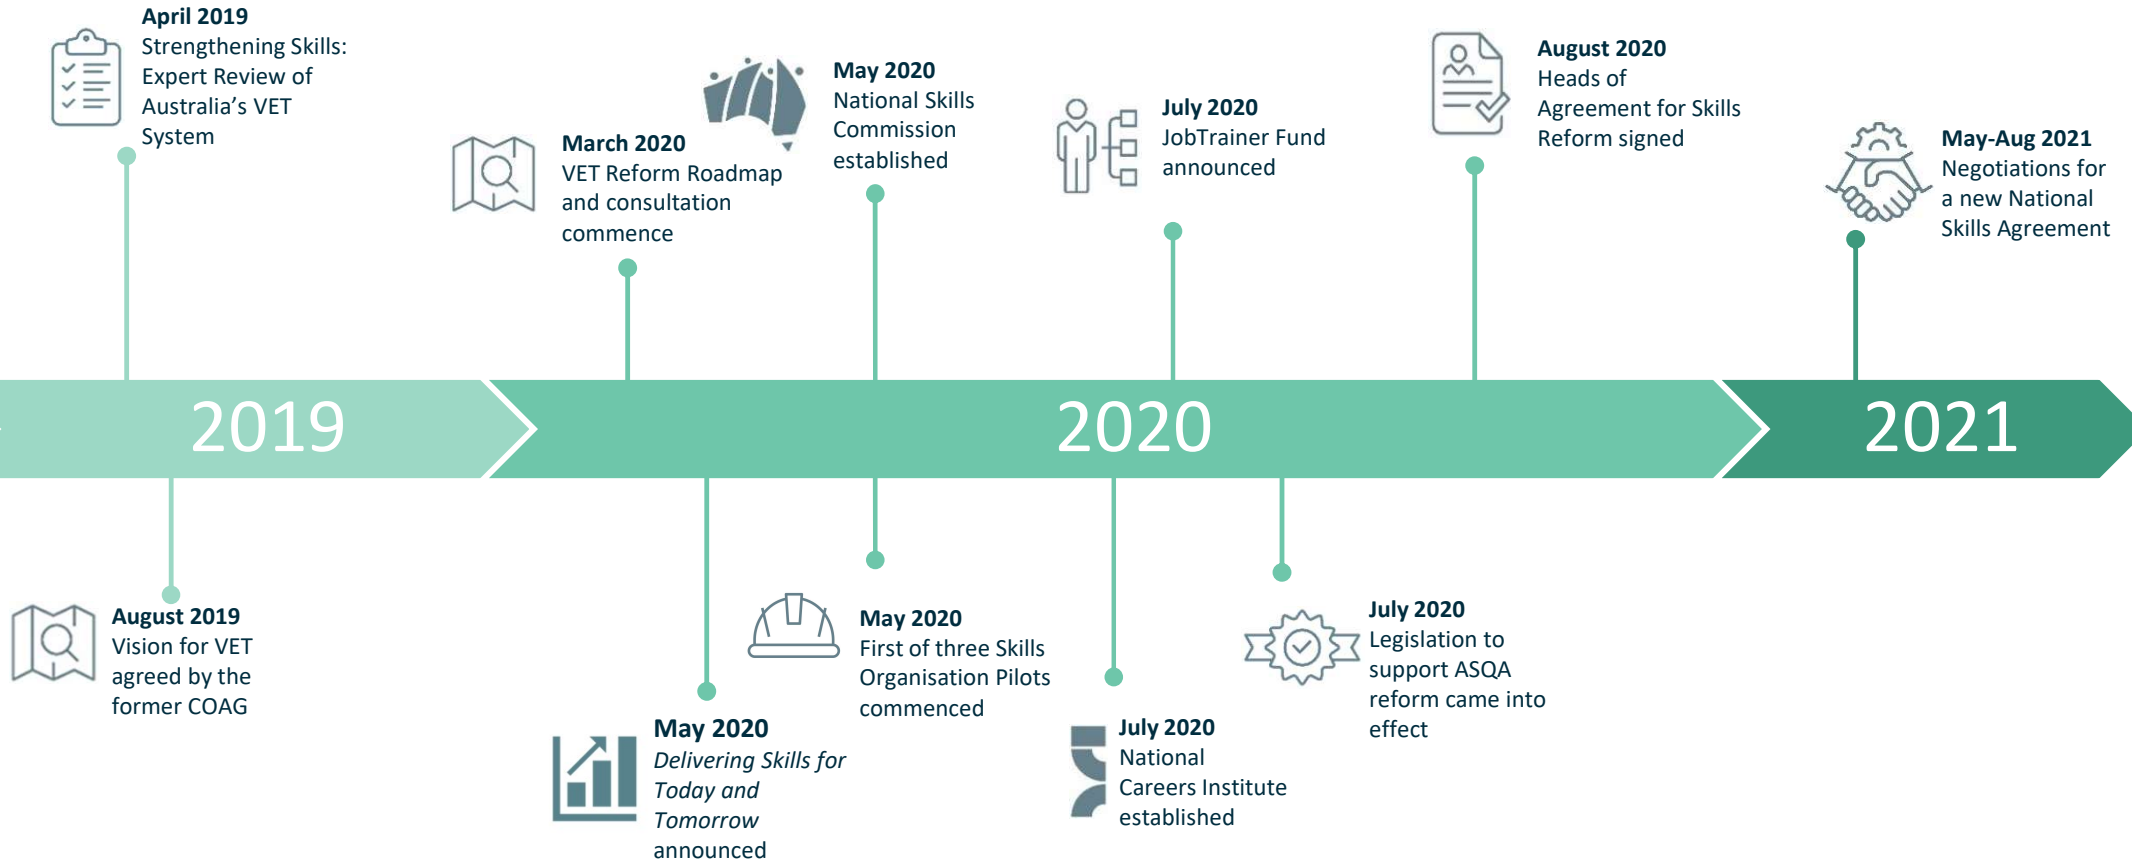 April 2019
Strengthening Skills:
Expert Review of
Australia's VET
System
March 2020
VET Reform Roadmap
and consultation
commence
May 2020
National Skills
Commission
established
July 2020
JobTrainer Fund
announced
August 2020
Heads of
Agreement for Skills
Reform signed
May-Aug 2021
Negotiations for
a new National
Skills Agreement
2019
2020
2021
August 2019
Vision for VET
agreed by the
former COAG
May 2020
Delivering Skills for
Today and
Tomorrow
announced
May 2020
First of three Skills
Organisation Pilots
commenced
July 2020
National
Careers Institute
established
July 2020
Legislation to
support ASQA
reform came into
effect